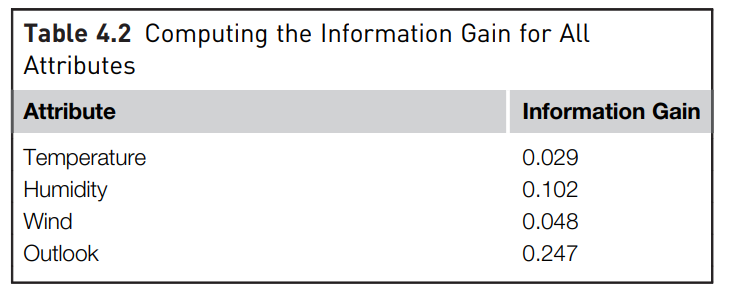 Table 4.2 Computing the Information Gain for All
Attributes
Attribute Information Gain
Temperature 0.029
Humidity 0.102
Wind 0.048
Outlook 0.247